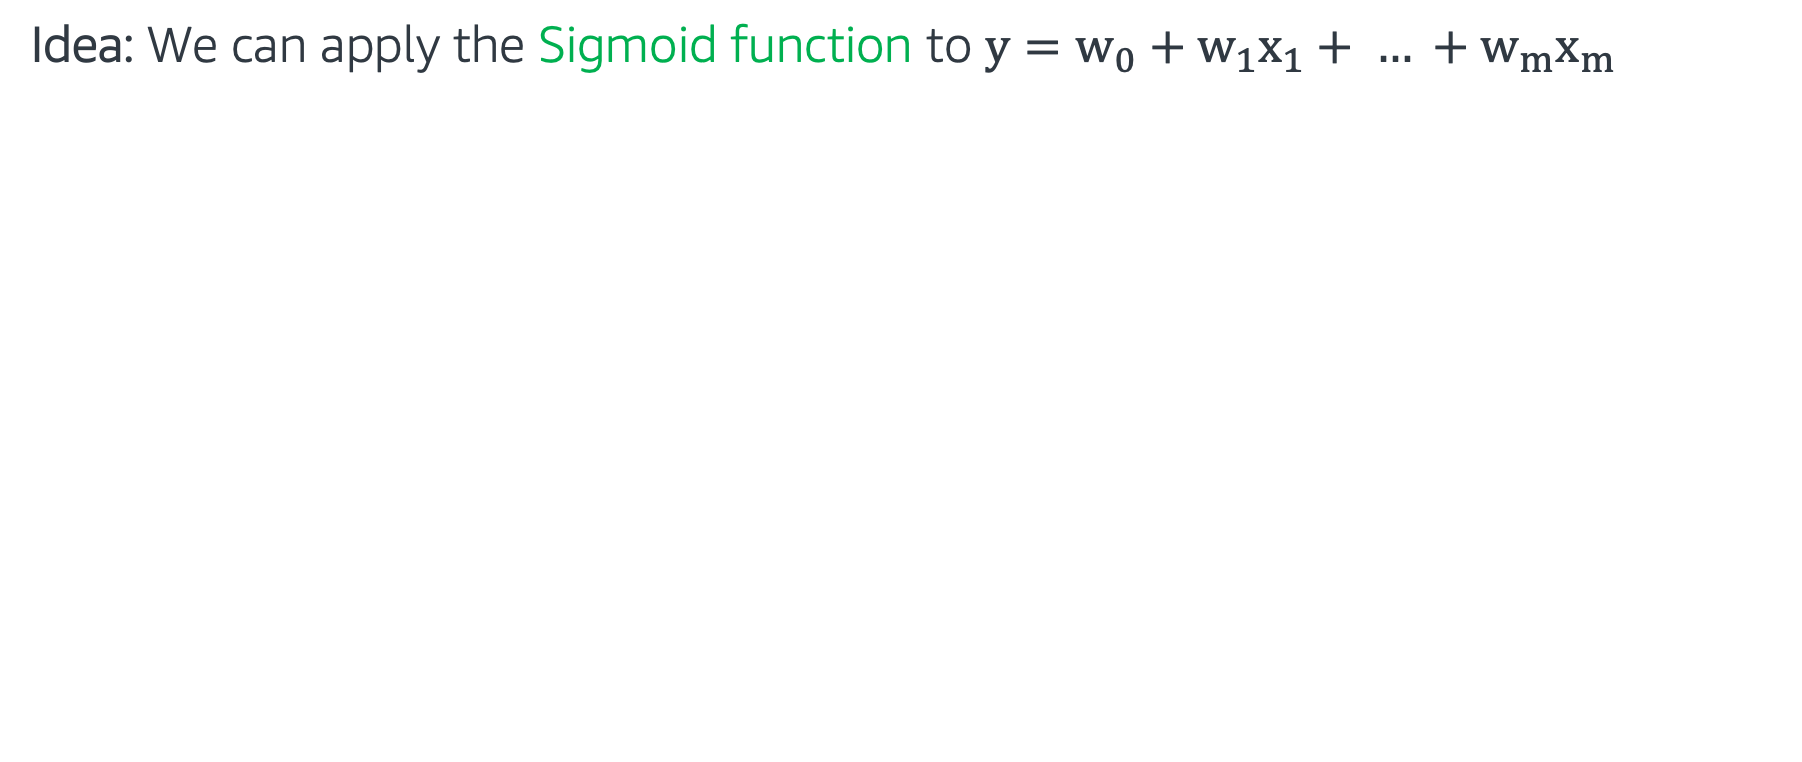 Idea: We can apply the Sigmoid function to y = w₀ + w₁x₁ + ... + wₘxₘ